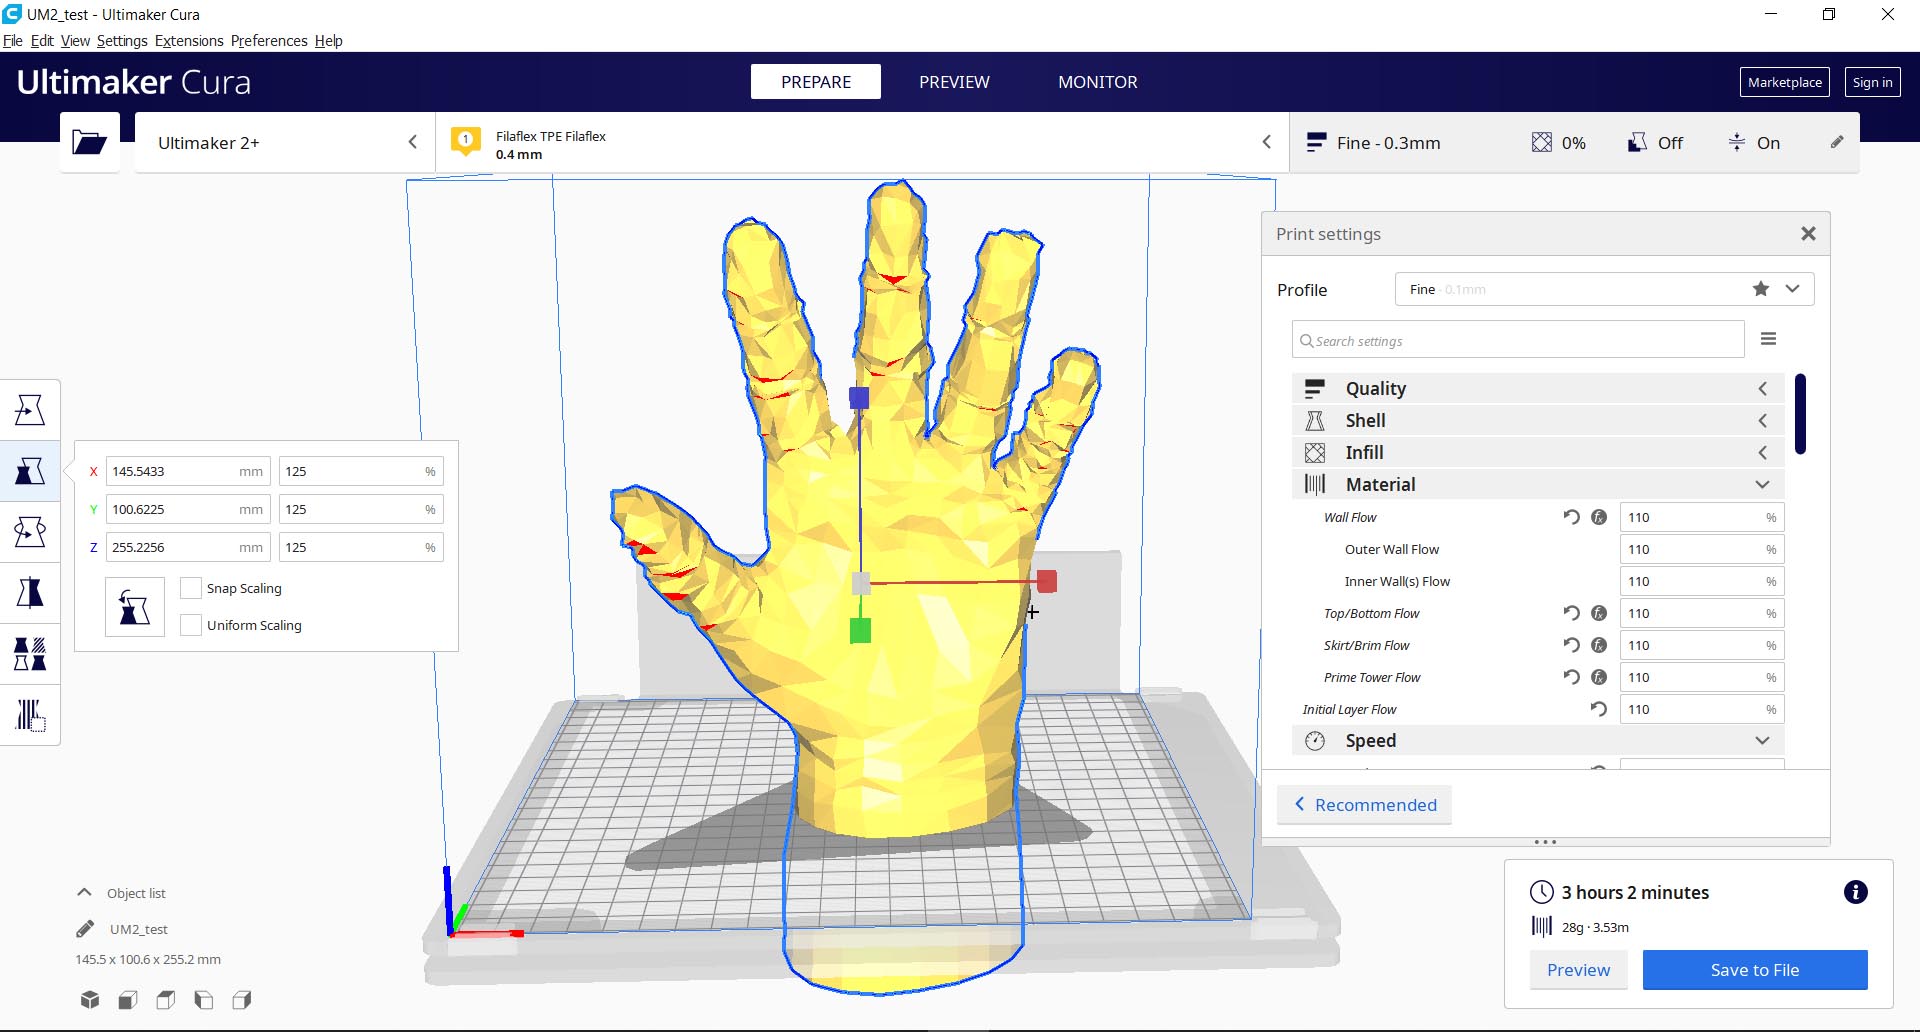 UM2_test - Ultimaker Cura
File Edit View Settings Extensions Preferences Help
Ultimaker Cura
PREPARE
PREVIEW
MONITOR
Marketplace
Sign in
Ultimaker 2+
1
Filaflex TPE Filaflex
0.4 mm
Fine - 0.3mm
0%
Off
On
Print settings
Profile
Fine - 0.1mm
Search settings
Quality
Shell
Infill
Material
Wall Flow 110 %
Outer Wall Flow 110 %
Inner Wall(s) Flow 110 %
Top/Bottom Flow 110 %
Skirt/Brim Flow 110 %
Prime Tower Flow 110 %
Initial Layer Flow 110 %
Speed
Recommended
X 145.5433 mm 125 %
Y 100.6225 mm 125 %
Z 255.2256 mm 125 %
Snap Scaling
Uniform Scaling
Object list
UM2_test
145.5 x 100.6 x 255.2 mm
3 hours 2 minutes
28g · 3.53m
Preview
Save to File